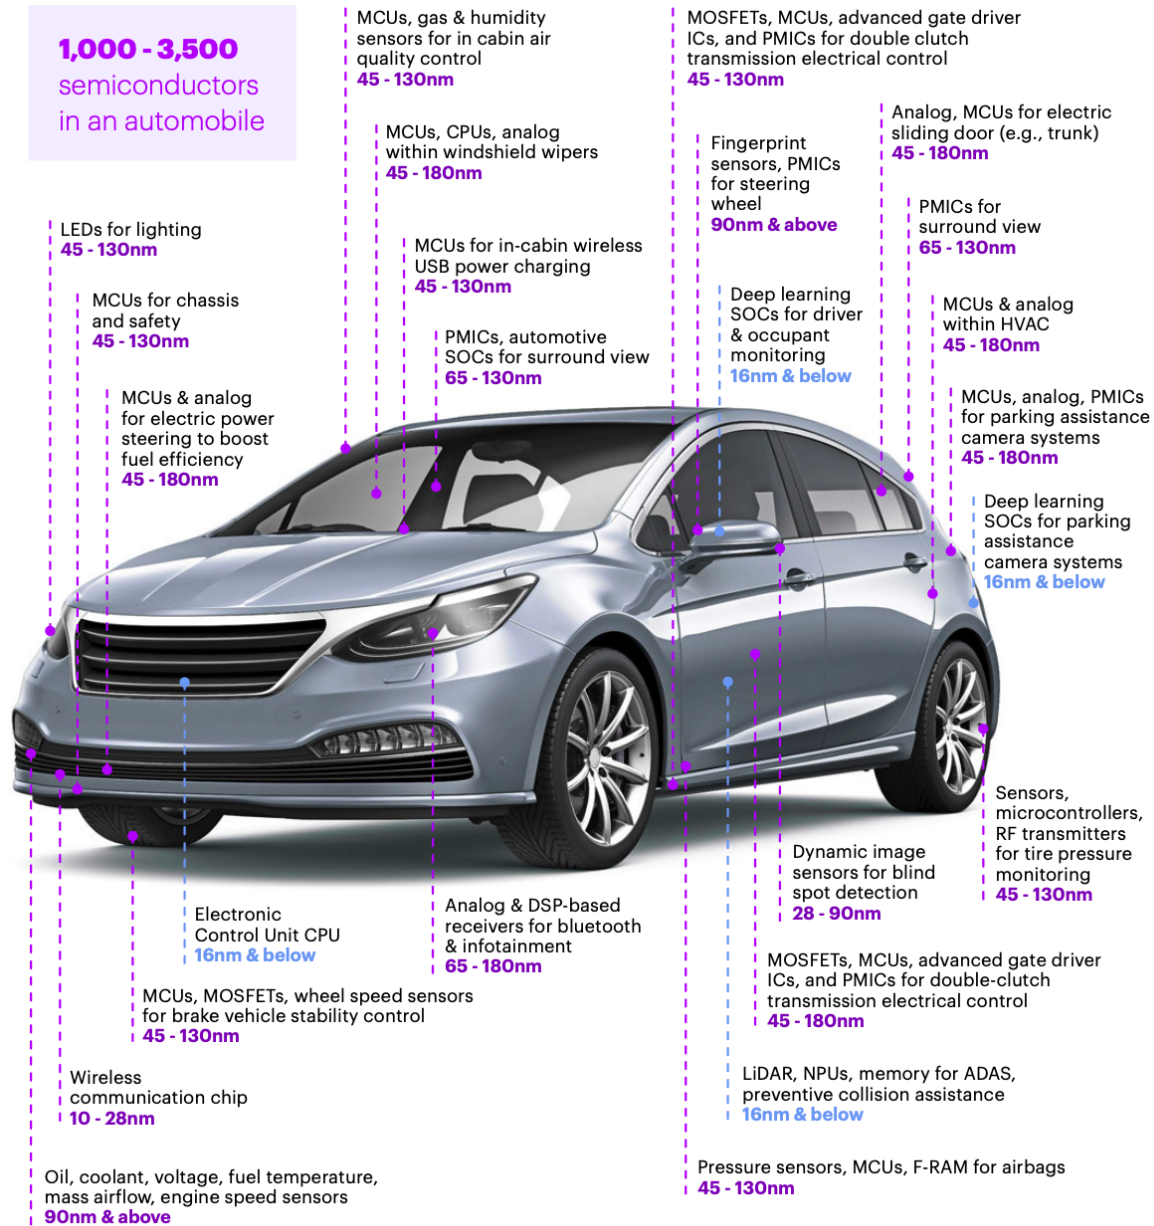 1,000 - 3,500
semiconductors
in an automobile
MCUs, gas & humidity
sensors for in cabin air
quality control
45 - 130nm
MOSFETs, MCUs, advanced gate driver
ICs, and PMICs for double clutch
transmission electrical control
45 - 130nm
MCUs, CPUs, analog
within windshield wipers
45 - 180nm
Fingerprint
sensors, PMICs
for steering
wheel
90nm & above
Analog, MCUs for electric
sliding door (e.g., trunk)
45 - 180nm
PMICs for
surround view
65 - 130nm
LEDs for lighting
45 - 130nm
MCUs for in-cabin wireless
USB power charging
45 - 130nm
MCUs for chassis
and safety
45 - 130nm
Deep learning
SOCs for driver
& occupant
monitoring
16nm & below
MCUs & analog
within HVAC
45 - 180nm
PMICs, automotive
SOCs for surround view
65 - 130nm
MCUs & analog
for electric power
steering to boost
fuel efficiency
45 - 180nm
MCUs, analog, PMICs
for parking assistance
camera systems
45 - 180nm
Deep learning
SOCs for parking
assistance
camera systems
16nm & below
Sensors,
microcontrollers,
RF transmitters
for tire pressure
monitoring
45 - 130nm
Dynamic image
sensors for blind
spot detection
28 - 90nm
Electronic
Control Unit CPU
16nm & below
Analog & DSP-based
receivers for bluetooth
& infotainment
65 - 180nm
MOSFETs, MCUs, advanced gate driver
ICs, and PMICs for double-clutch
transmission electrical control
45 - 180nm
MCUs, MOSFETs, wheel speed sensors
for brake vehicle stability control
45 - 130nm
Wireless
communication chip
10 - 28nm
LiDAR, NPUs, memory for ADAS,
preventive collision assistance
16nm & below
Oil, coolant, voltage, fuel temperature,
mass airflow, engine speed sensors
90nm & above
Pressure sensors, MCUs, F-RAM for airbags
45 - 130nm